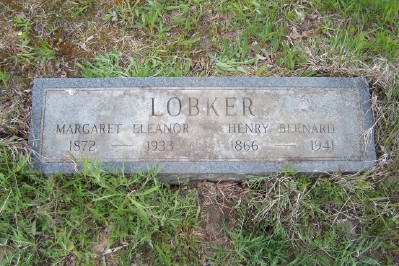 LOBKER
MARGARET ELEANOR HENRY BERNARD
1872 — 1933 1866 — 1941